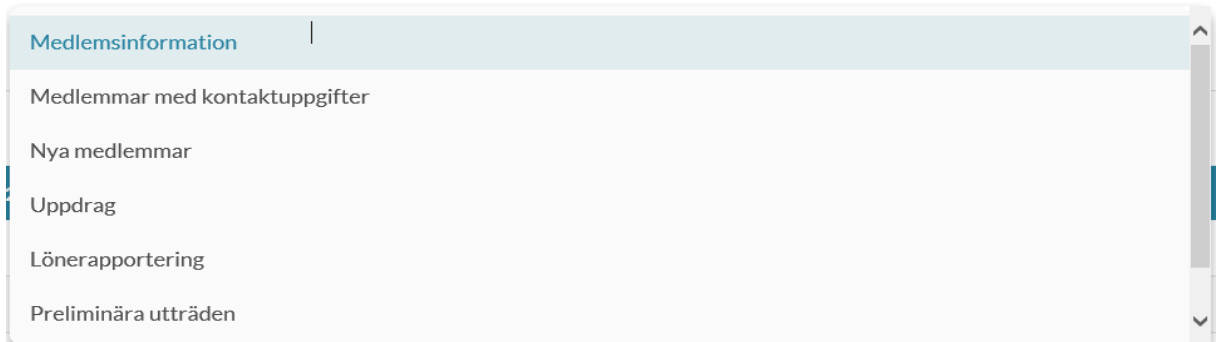 Medlemsinformation
Medlemmar med kontaktuppgifter
Nya medlemmar
Uppdrag
Lönerapportering
Preliminära utträden